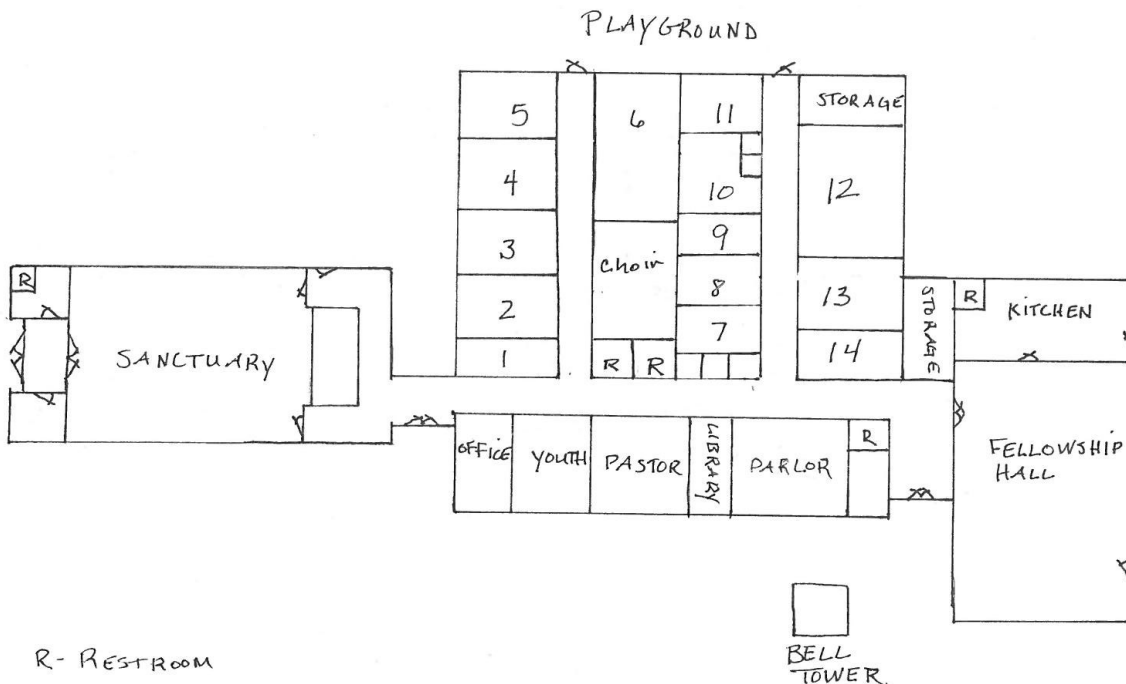 PLAYGROUND
5
6
11
STORAGE
4
10
12
3
9
Choir
8
13
R
STORAGE
R
KITCHEN
2
7
SANCTUARY
1
R
R
14
OFFICE
YOUTH
PASTOR
LIBRARY
PARLOR
R
FELLOWSHIP
HALL
R - RESTROOM
BELL
TOWER